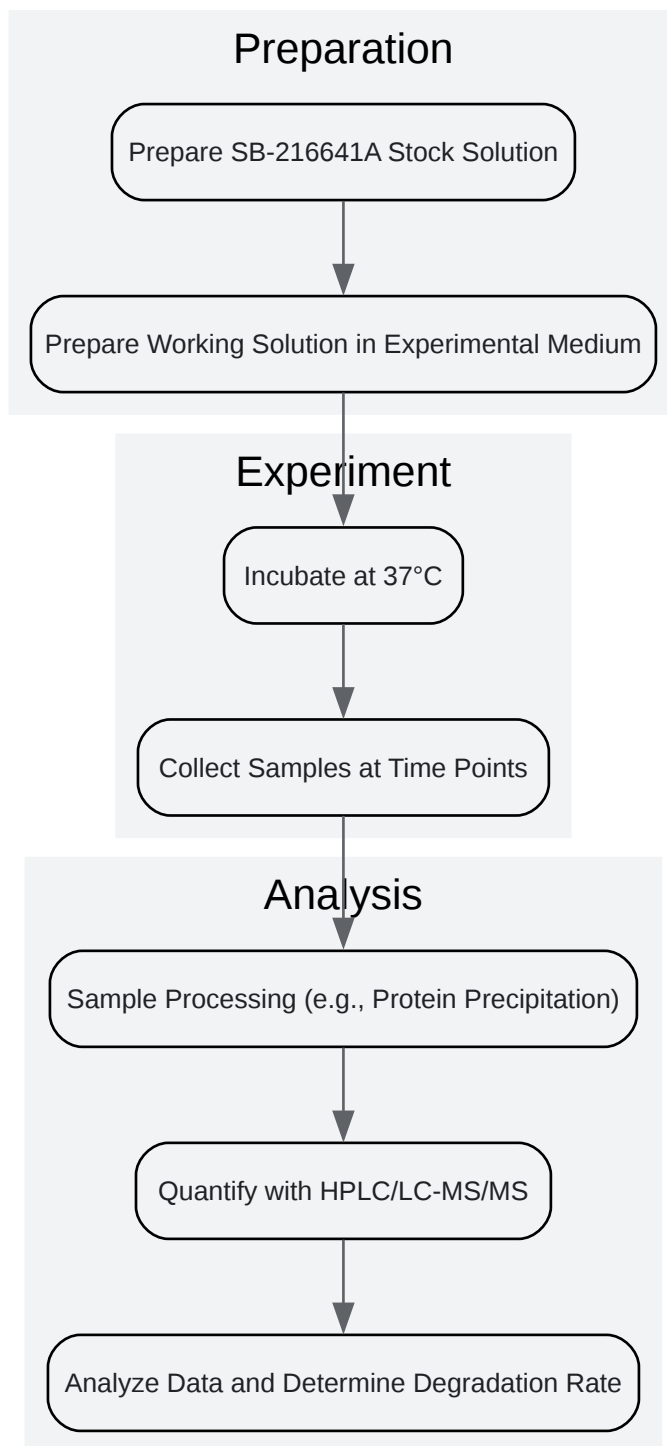 Preparation
Prepare SB-216641A Stock Solution
Prepare Working Solution in Experimental Medium
Experiment
Incubate at 37°C
Collect Samples at Time Points
Analysis
Sample Processing (e.g., Protein Precipitation)
Quantify with HPLC/LC-MS/MS
Analyze Data and Determine Degradation Rate